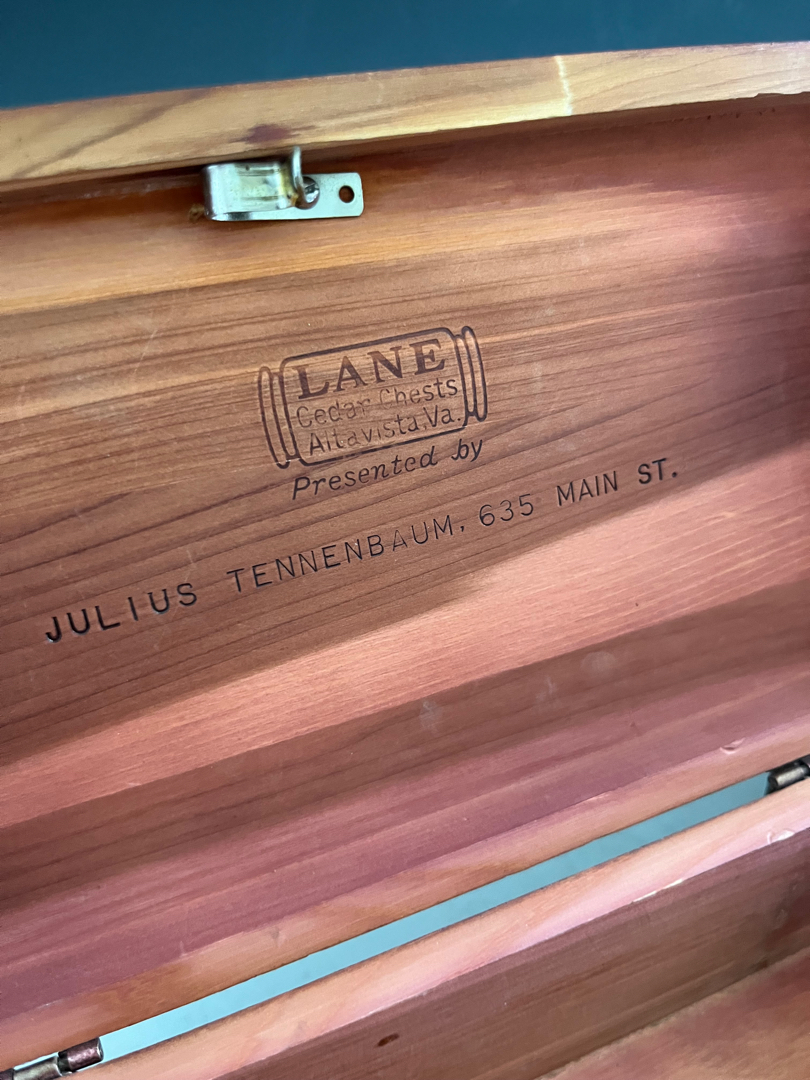 LANE
Cedar Chests
Altavista, Va.
Presented by
JULIUS TENNENBAUM, 635 MAIN ST.